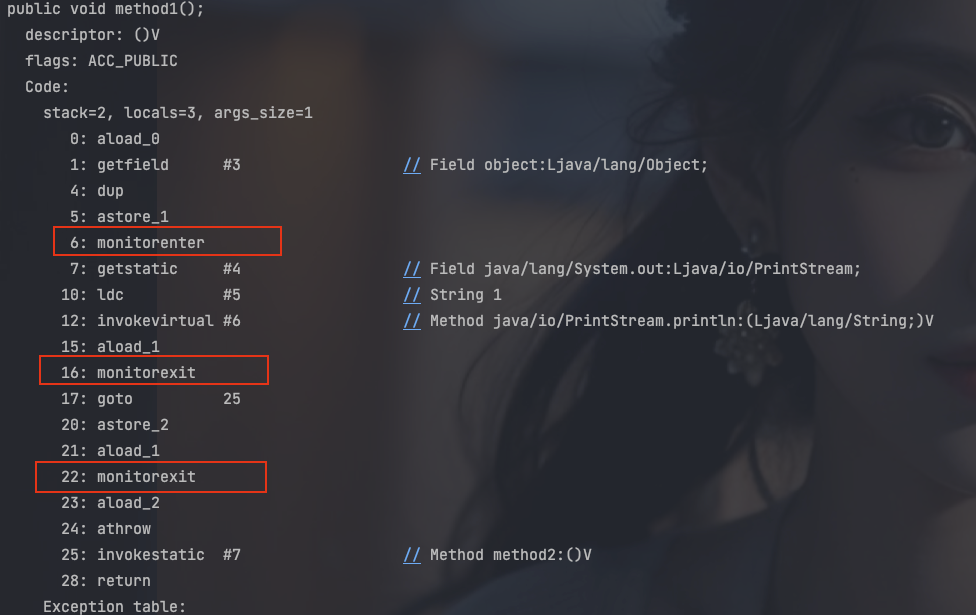 public void method1();
descriptor: ()V
flags: ACC_PUBLIC
Code:
stack=2, locals=3, args_size=1
0: aload_0
1: getfield #3 // Field object:Ljava/lang/Object;
4: dup
5: astore_1
6: monitorenter
7: getstatic #4 // Field java/lang/System.out:Ljava/io/PrintStream;
10: ldc #5 // String 1
12: invokevirtual #6 // Method java/io/PrintStream.println:(Ljava/lang/String;)V
15: aload_1
16: monitorexit
17: goto 25
20: astore_2
21: aload_1
22: monitorexit
23: aload_2
24: athrow
25: invokestatic #7 // Method method2:()V
28: return
Exception table: